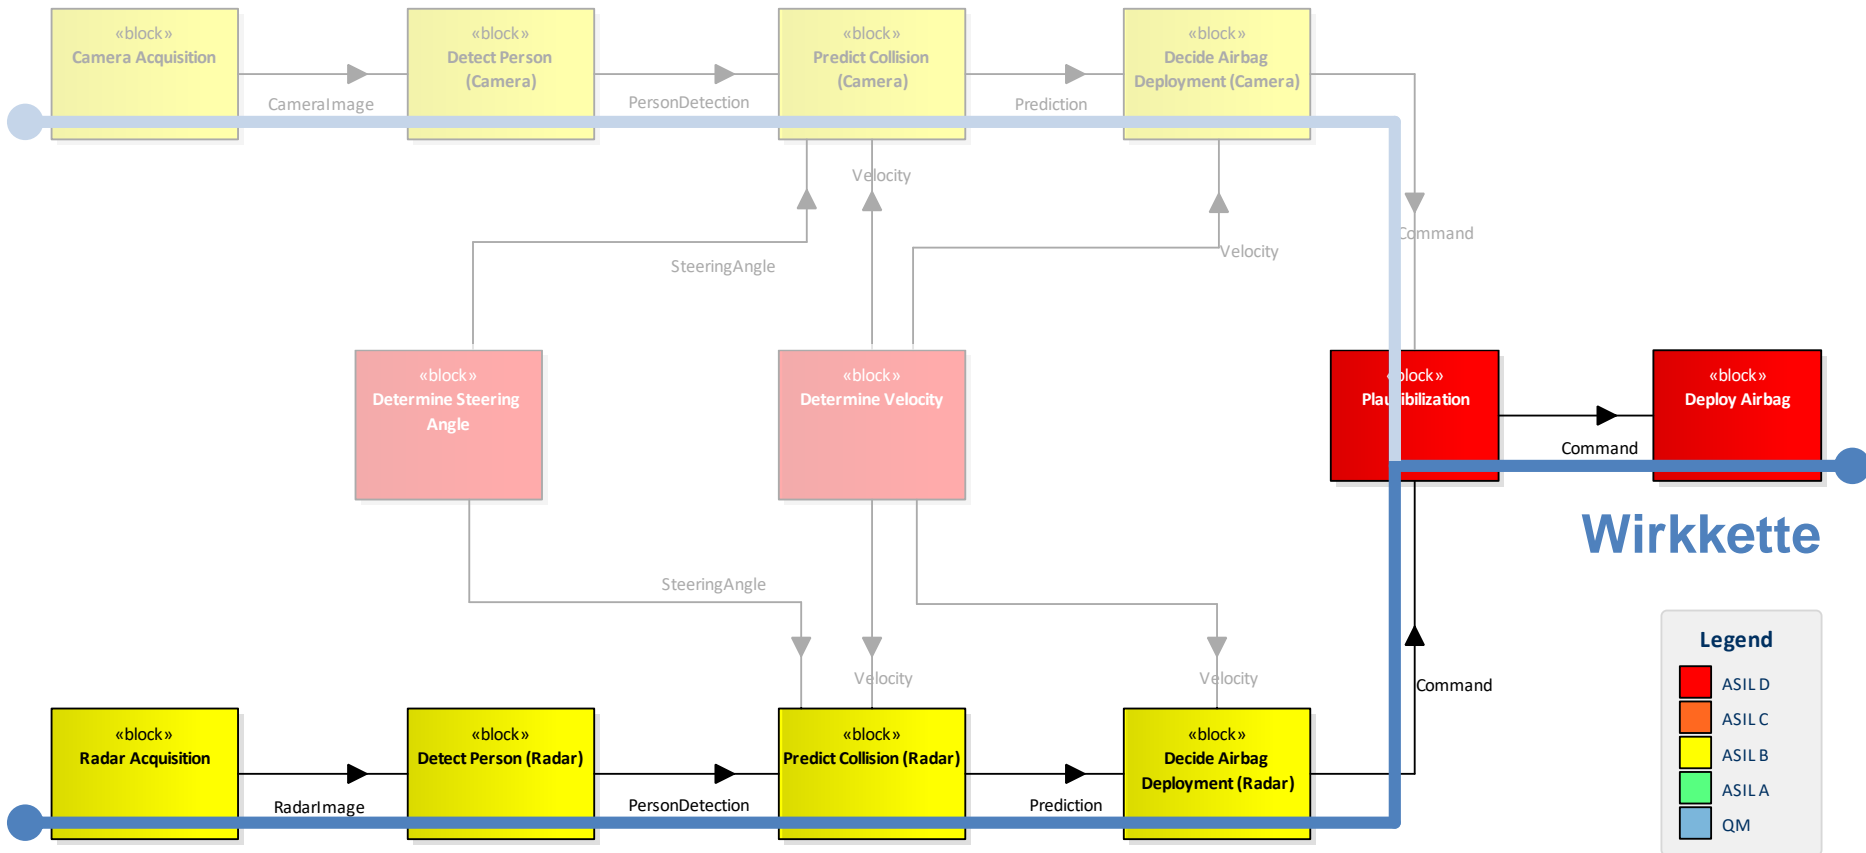 «block»
Camera Acquisition
«block»
Detect Person
(Camera)
«block»
Predict Collision
(Camera)
«block»
Decide Airbag
Deployment (Camera)
CameraImage
PersonDetection
Prediction
Velocity
Command
SteeringAngle
Velocity
«block»
Determine Steering
Angle
«block»
Determine Velocity
«block»
Plausibilization
«block»
Deploy Airbag
Command
Wirkkette
SteeringAngle
Velocity
Velocity
Command
«block»
Radar Acquisition
«block»
Detect Person (Radar)
«block»
Predict Collision (Radar)
«block»
Decide Airbag
Deployment (Radar)
RadarImage
PersonDetection
Prediction
Legend
ASIL D
ASIL C
ASIL B
ASIL A
QM